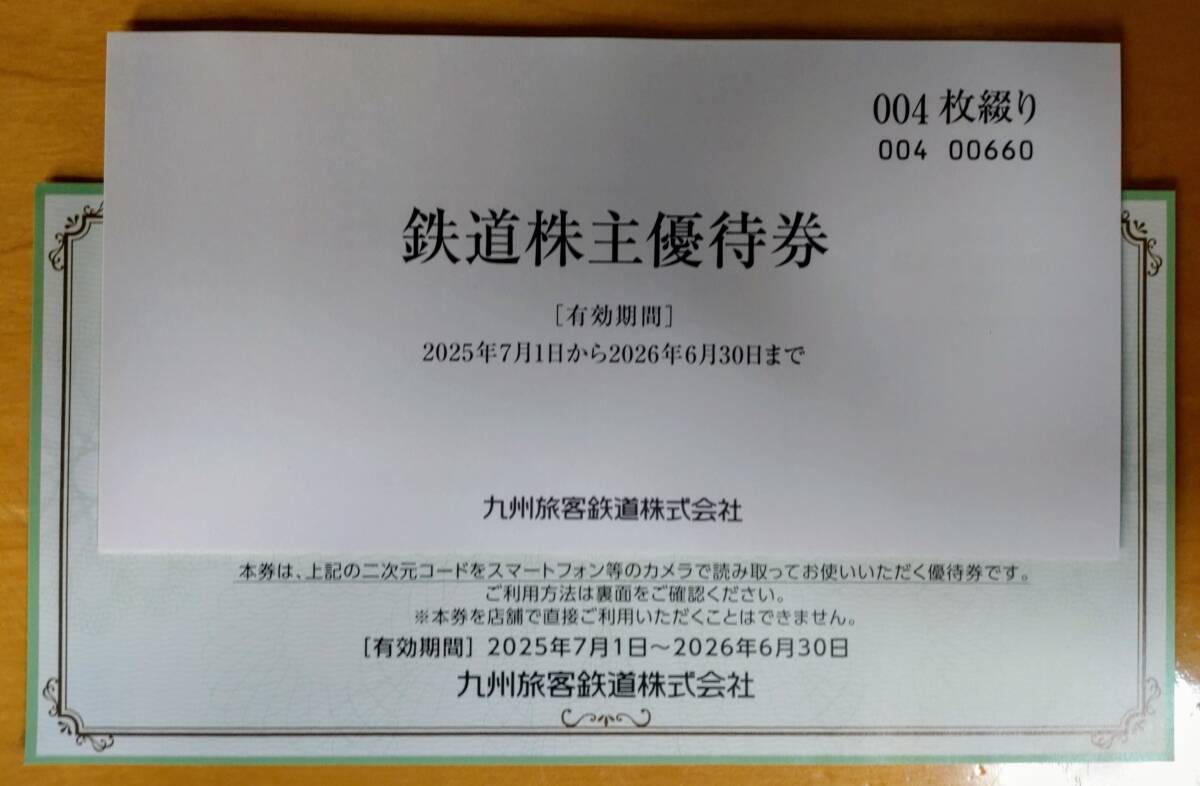 004 枚綴り
004 00660
鉄道株主優待券
［有効期間］
2025年7月1日から2026年6月30日まで
九州旅客鉄道株式会社
本券は、上記の二次元コードをスマートフォン等のカメラで読み取ってお使いいただく優待券です。
ご利用方法は裏面をご確認ください。
※本券を店舗で直接ご利用いただくことはできません。
［有効期間］2025年7月1日～2026年6月30日
九州旅客鉄道株式会社